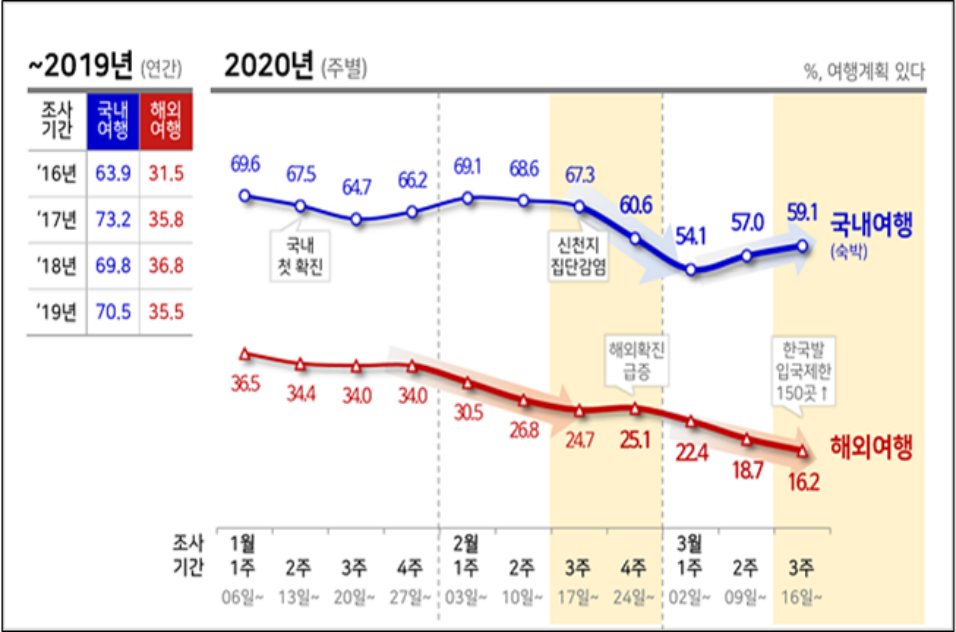 ~2019년 (연간)
2020년 (주별)
%, 여행계획 있다
조사
기간
국내
여행
해외
여행
'16년 63.9 31.5
'17년 73.2 35.8
'18년 69.8 36.8
'19년 70.5 35.5
69.6 67.5 64.7 66.2 69.1 68.6 67.3 60.6 54.1 57.0 59.1
국내여행
(숙박)
국내
첫 확진
신천지
집단감염
해외확진
급증
한국발
입국제한
150곳↑
36.5 34.4 34.0 34.0 30.5 26.8 24.7 25.1 22.4 18.7 16.2
해외여행
조사 1월 2월 3월
기간 1주 2주 3주 4주 1주 2주 3주 4주 1주 2주 3주
06일~ 13일~ 20일~ 27일~ 03일~ 10일~ 17일~ 24일~ 02일~ 09일~ 16일~